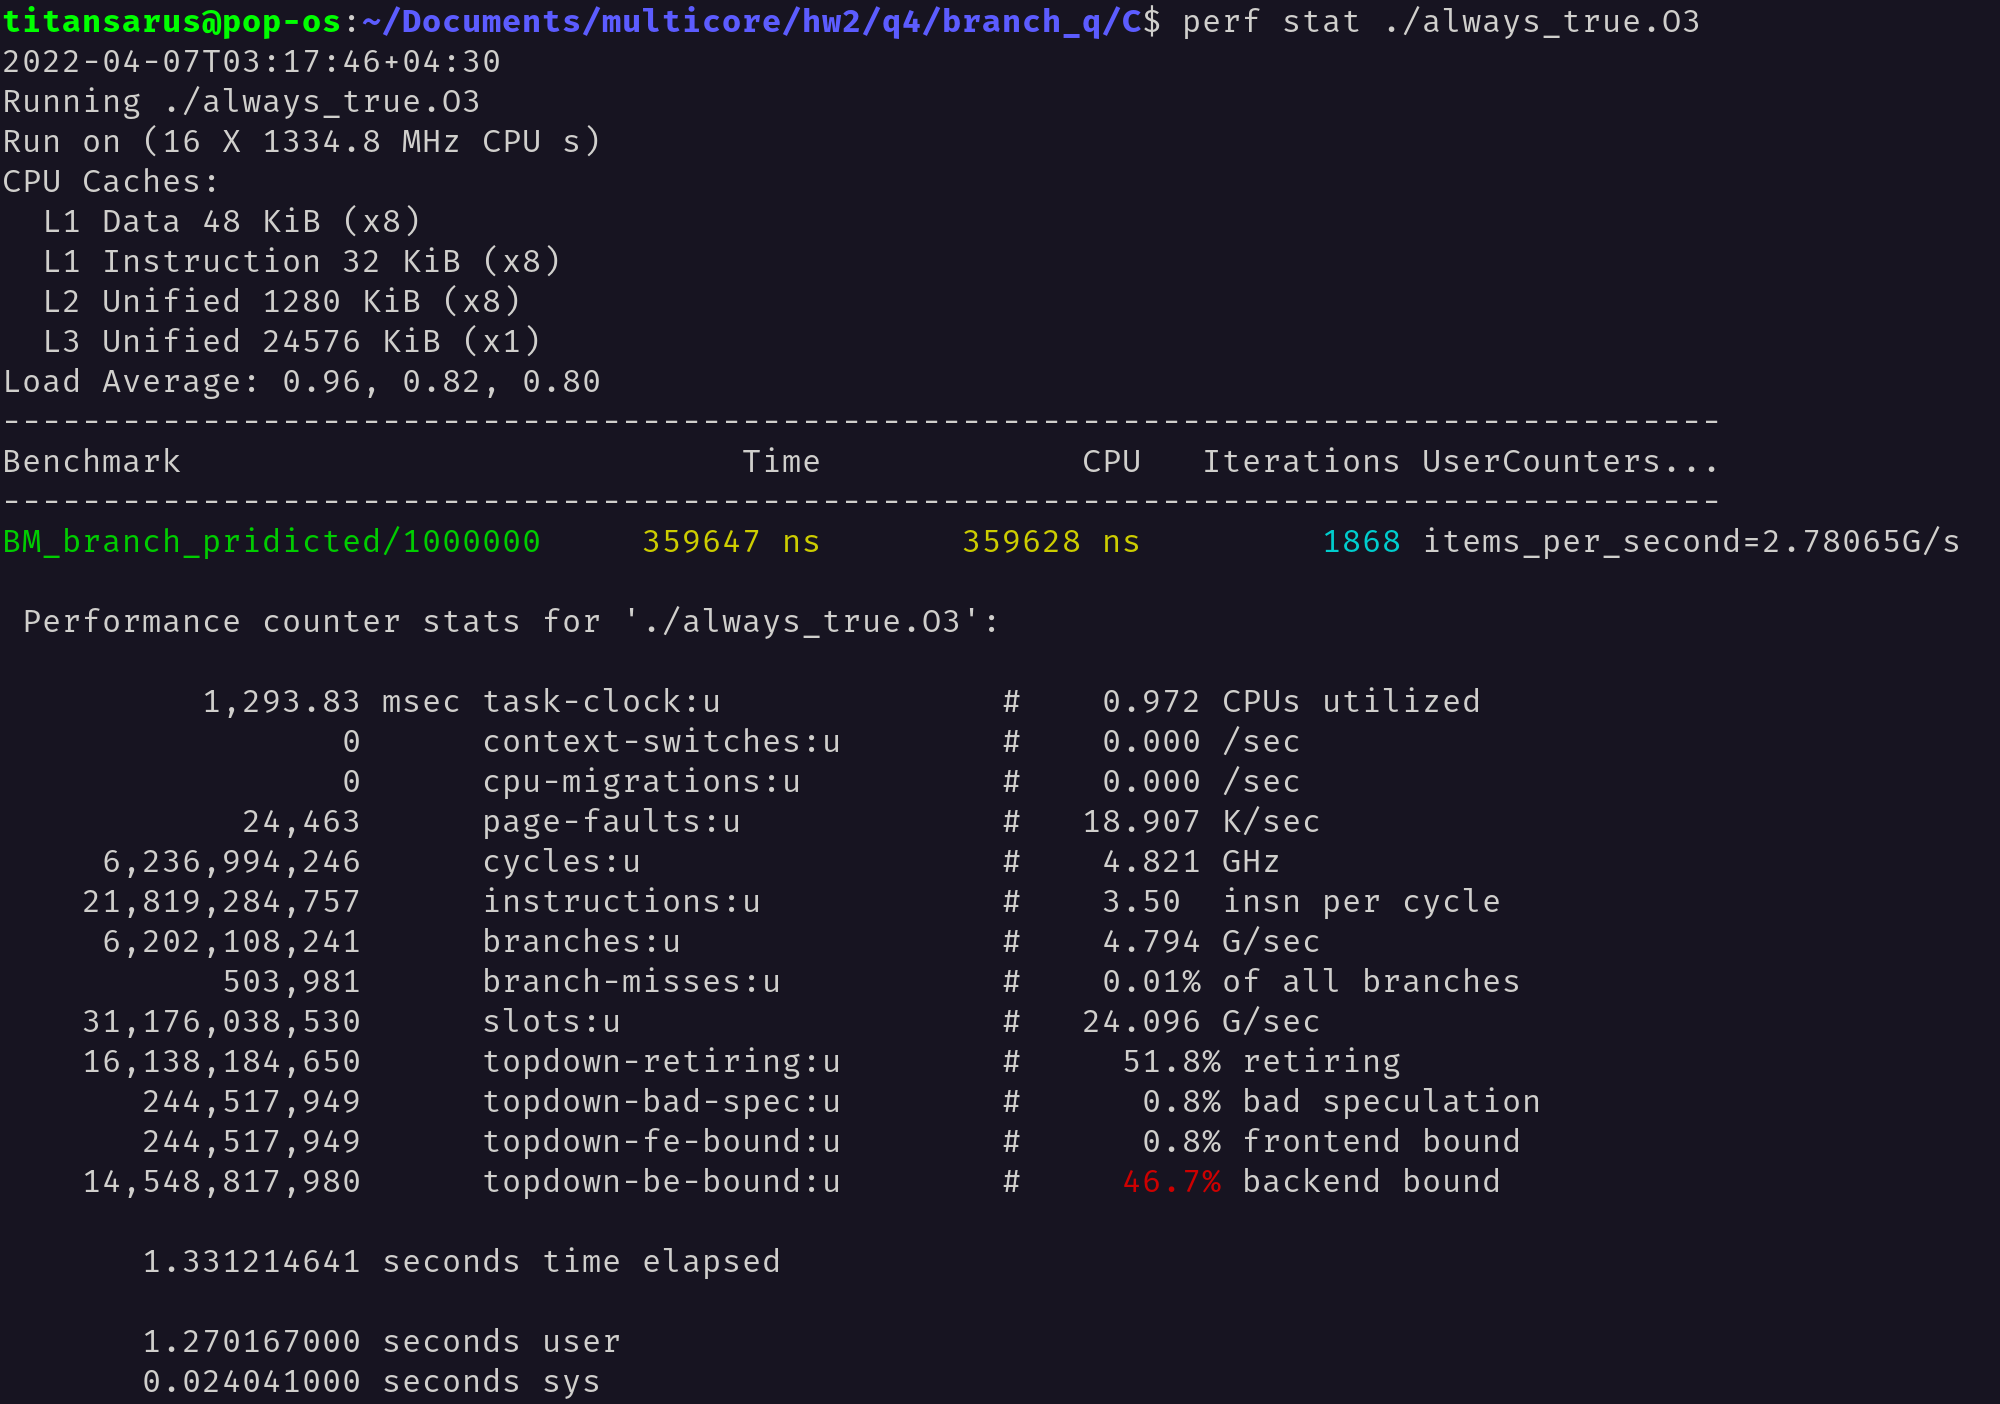 titansarus@pop-os:~/Documents/multicore/hw2/q4/branch_q/C$ perf stat ./always_true.O3
2022-04-07T03:17:46+04:30
Running ./always_true.O3
Run on (16 X 1334.8 MHz CPU s)
CPU Caches:
  L1 Data 48 KiB (x8)
  L1 Instruction 32 KiB (x8)
  L2 Unified 1280 KiB (x8)
  L3 Unified 24576 KiB (x1)
Load Average: 0.96, 0.82, 0.80
--------------------------------------------------------------------------------------
Benchmark                            Time             CPU   Iterations UserCounters...
--------------------------------------------------------------------------------------
BM_branch_pridicted/1000000     359647 ns       359628 ns         1868 items_per_second=2.78065G/s
 Performance counter stats for './always_true.O3':
          1,293.83 msec task-clock:u              #    0.972 CPUs utilized
                 0      context-switches:u        #    0.000 /sec
                 0      cpu-migrations:u          #    0.000 /sec
            24,463      page-faults:u             #   18.907 K/sec
     6,236,994,246      cycles:u                  #    4.821 GHz
    21,819,284,757      instructions:u            #    3.50  insn per cycle
     6,202,108,241      branches:u                #    4.794 G/sec
           503,981      branch-misses:u           #    0.01% of all branches
    31,176,038,530      slots:u                   #   24.096 G/sec
    16,138,184,650      topdown-retiring:u        #     51.8% retiring
       244,517,949      topdown-bad-spec:u        #      0.8% bad speculation
       244,517,949      topdown-fe-bound:u        #      0.8% frontend bound
    14,548,817,980      topdown-be-bound:u        #     46.7% backend bound
       1.331214641 seconds time elapsed
       1.270167000 seconds user
       0.024041000 seconds sys